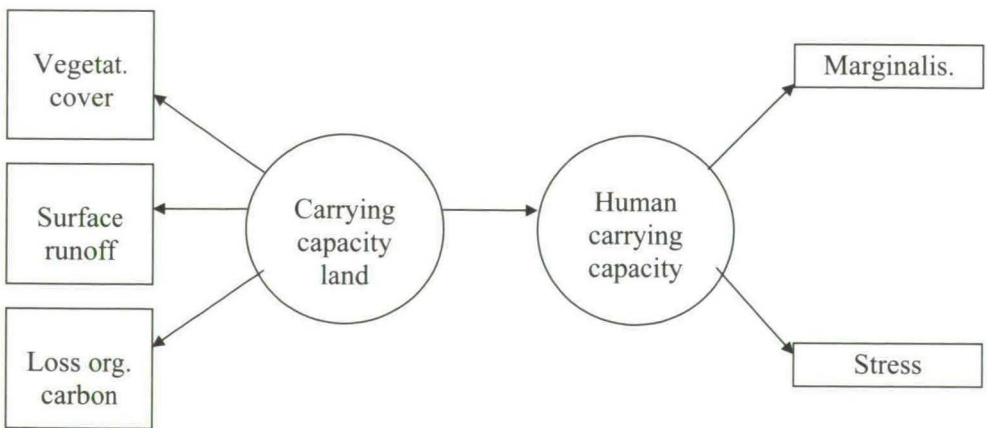 Vegetat.
cover
Surface
runoff
Loss org.
carbon
Carrying
capacity
land
Human
carrying
capacity
Marginalis.
Stress